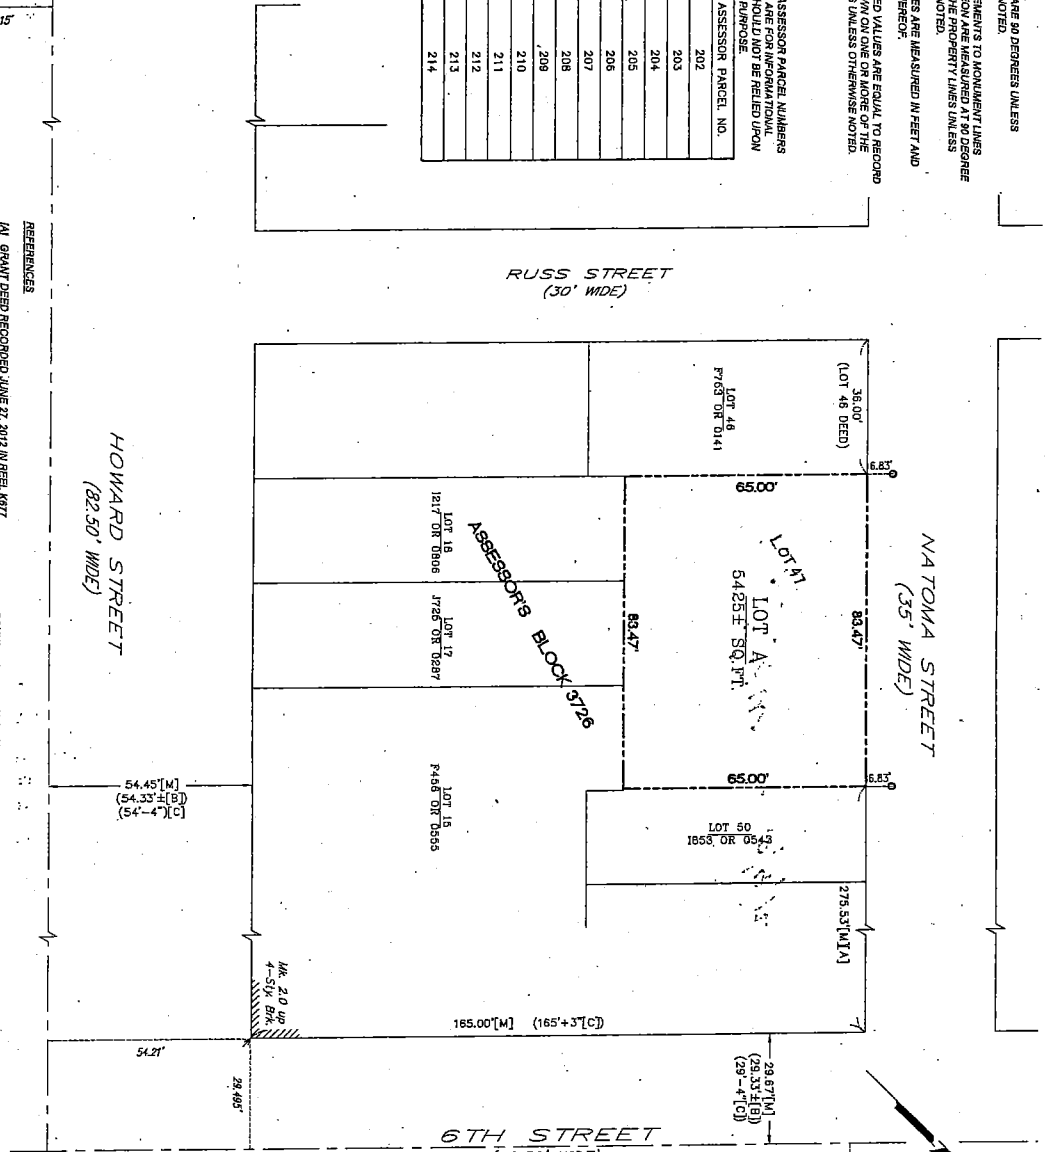 15'
ARE 90 DEGREES UNLESS
NOTED.
EMENTS TO MONUMENT LINES
ION ARE MEASURED AT 90 DEGREE
HE PROPERTY LINES UNLESS
NOTED.
ES ARE MEASURED IN FEET AND
EREOF.
ED VALUES ARE EQUAL TO RECORD
WN ON ONE OR MORE OF THE
S UNLESS OTHERWISE NOTED.
ASSESSOR PARCEL NUMBERS
ARE FOR INFORMATIONAL
HOULD NOT BE RELIED UPON
PURPOSE.
ASSESSOR PARCEL NO.
202
203
204
205
206
207
208
209
210
211
212
213
214
REFERENCES
[A] GRANT DEED RECORDED JUNE 27, 2012 IN REEL K677
RUSS STREET
(30' WIDE)
HOWARD STREET
(82.50' WIDE)
NATOMA STREET
(35' WIDE)
36.00'
(LOT 46 DEED)
LOT 46
F763 OR 0141
6.83'
65.00'
LOT 47
LOT A
5425± SQ.FT.
83.47'
83.47'
LOT 18
I217 OR 0806
ASSESSOR'S BLOCK 3726
LOT 17
J726 OR 0287
65.00'
6.83'
LOT 15
F456 OR 0555
LOT 50
I853 OR 0543
275.53'[M][A]
54.45'[M]
(54.33'±[B])
(54'-4")[C]
Mk. 2.0 up
4-Sty. Brk.
165.00'[M] (165'+3"[C])
54.21'
29.495'
29.67'[M]
(29.33'±[B])
(29'-4"[C])
6TH STREET